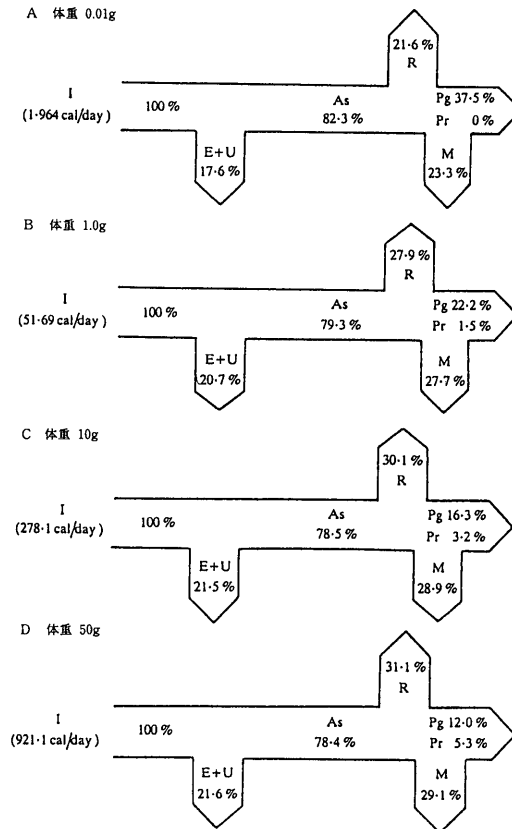 A 体重 0.01g
21·6 %
R
I
(1·964 cal/day)
100 %
As
82·3 %
Pg 37·5 %
Pr 0 %
E+U
17·6 %
M
23·3 %
B 体重 1.0g
27·9 %
R
I
(51·69 cal/day)
100 %
As
79·3 %
Pg 22·2 %
Pr 1·5 %
E+U
20·7 %
M
27·7 %
C 体重 10g
30·1 %
R
I
(278·1 cal/day)
100 %
As
78·5 %
Pg 16·3 %
Pr 3·2 %
E+U
21·5 %
M
28·9 %
D 体重 50g
31·1 %
R
I
(921·1 cal/day)
100 %
As
78·4 %
Pg 12·0 %
Pr 5·3 %
E+U
21·6 %
M
29·1 %